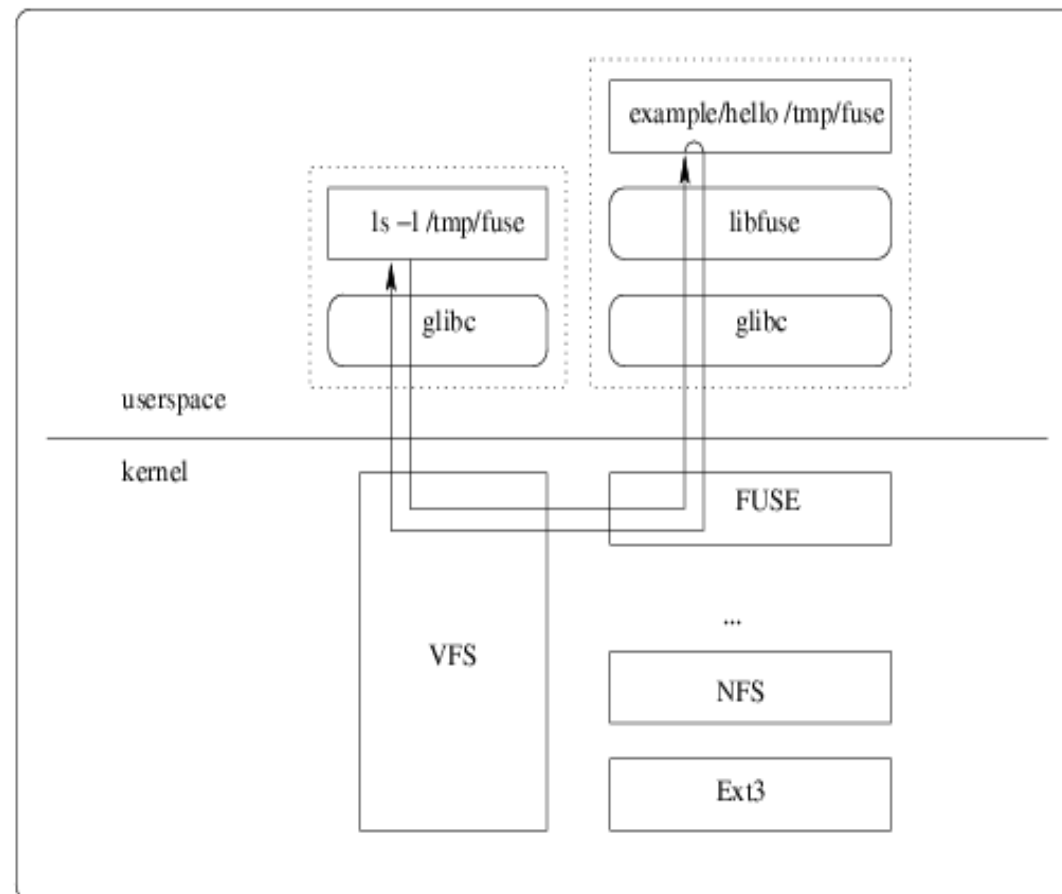 example/hello /tmp/fuse
ls –l /tmp/fuse
libfuse
glibc
glibc
userspace
kernel
FUSE
...
VFS
NFS
Ext3